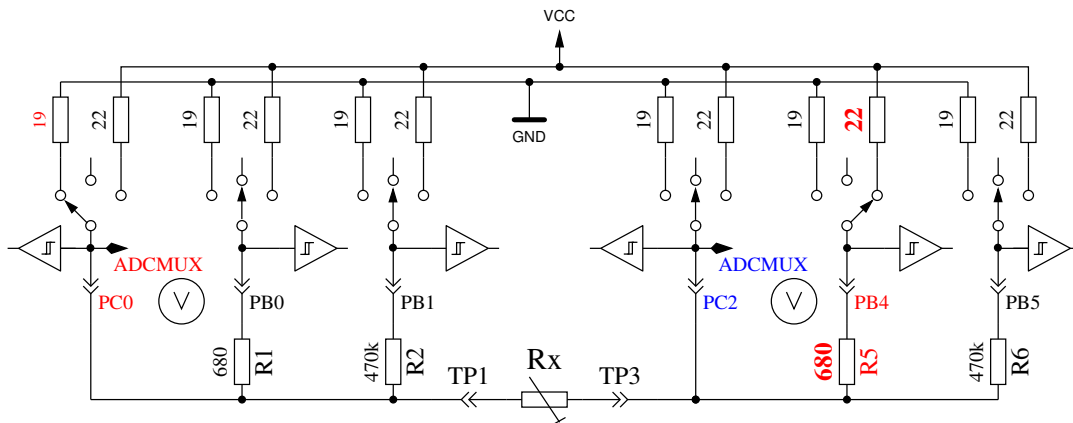 VCC
19 22 19 22 19 22 GND 19 22 19 22 19 22
ADCMUX ADCMUX
PC0 V PB0 PB1 PC2 V PB4 PB5
680 R1 470k R2 680 R5 470k R6
TP1 Rx TP3